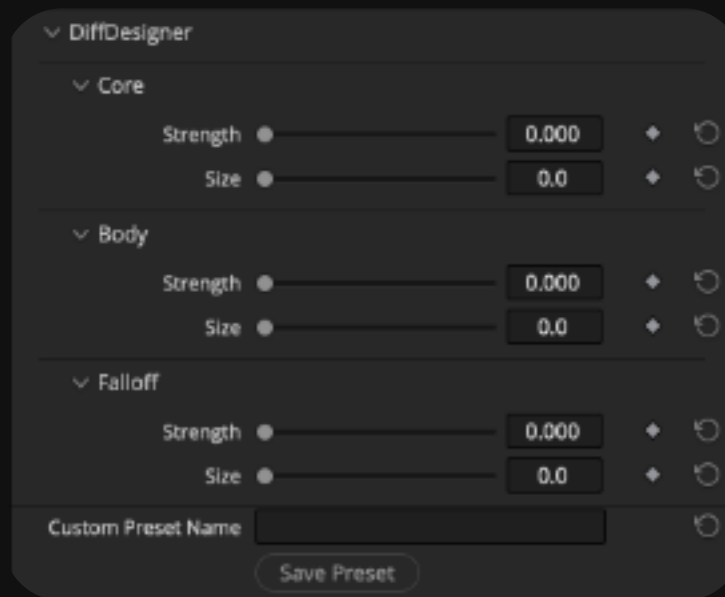 DiffDesigner
Core
Strength 0.000
Size 0.0
Body
Strength 0.000
Size 0.0
Falloff
Strength 0.000
Size 0.0
Custom Preset Name
Save Preset